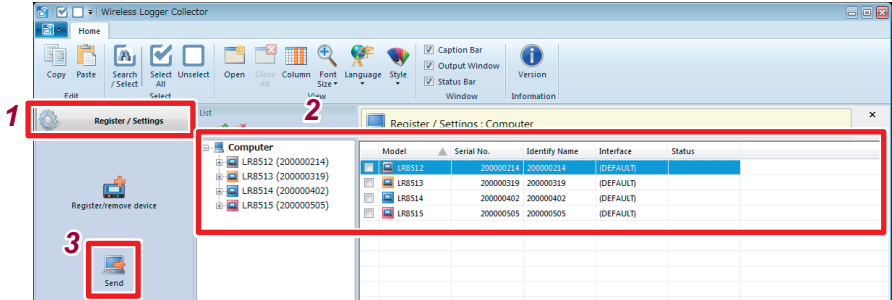 Wireless Logger Collector
Home
Copy Paste Search / Select Select All Unselect Open Close All Column Font Size Language Style Caption Bar Output Window Status Bar Version
Edit Select View Window Information
1 Register / Settings List 2 Register / Settings : Computer x
Computer Model Serial No. Identify Name Interface Status
LR8512 (200000214) LR8512 200000214 200000214 (DEFAULT)
LR8513 (200000319) LR8513 200000319 200000319 (DEFAULT)
LR8514 (200000402) LR8514 200000402 200000402 (DEFAULT)
LR8515 (200000505) LR8515 200000505 200000505 (DEFAULT)
Register/remove device
3
Send